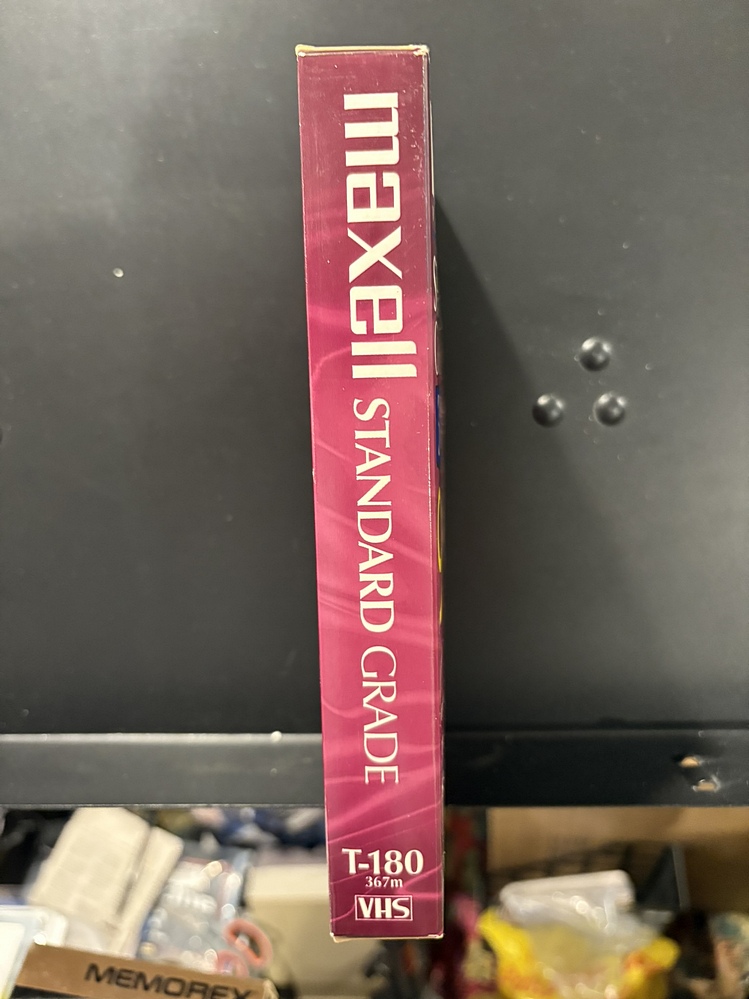 maxell STANDARD GRADE
T-180
367m
VHS
MEMOREX